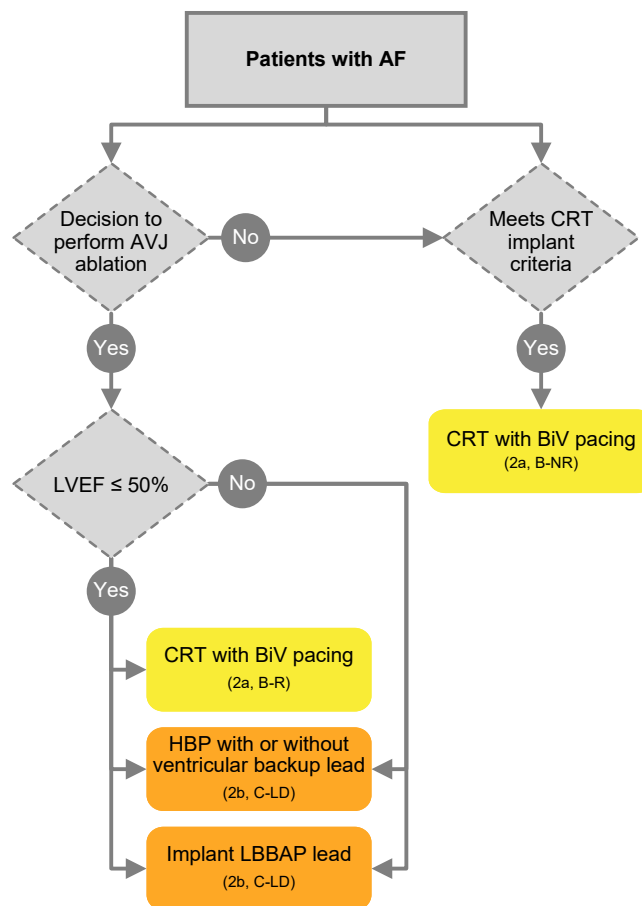 Patients with AF
Decision to
perform AVJ
ablation
No
Meets CRT
implant
criteria
Yes
Yes
CRT with BiV pacing
(2a, B-NR)
LVEF ≤ 50%
No
Yes
CRT with BiV pacing
(2a, B-R)
HBP with or without
ventricular backup lead
(2b, C-LD)
Implant LBBAP lead
(2b, C-LD)